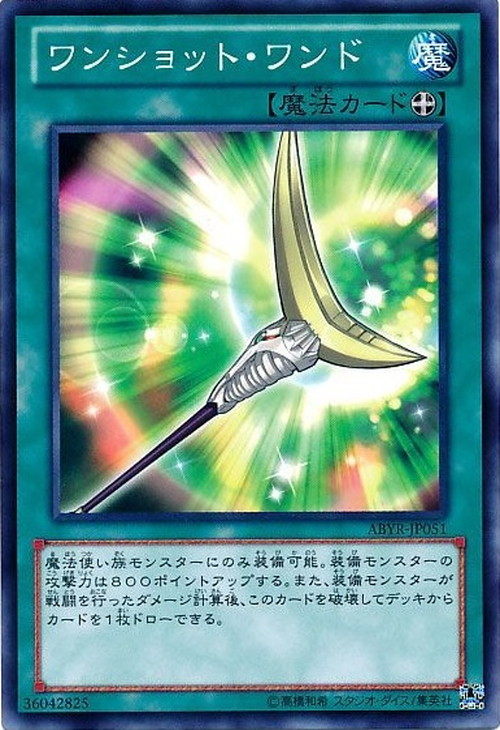 ワンショット・ワンド
魔
【魔法カード】
ABYR-JP051
魔法使い族モンスターにのみ装備可能。装備モンスターの
攻撃力は８００ポイントアップする。また、装備モンスターが
戦闘を行ったダメージ計算後、このカードを破壊してデッキから
カードを１枚ドローできる。
36042825
©高橋和希 スタジオ・ダイス/集英社